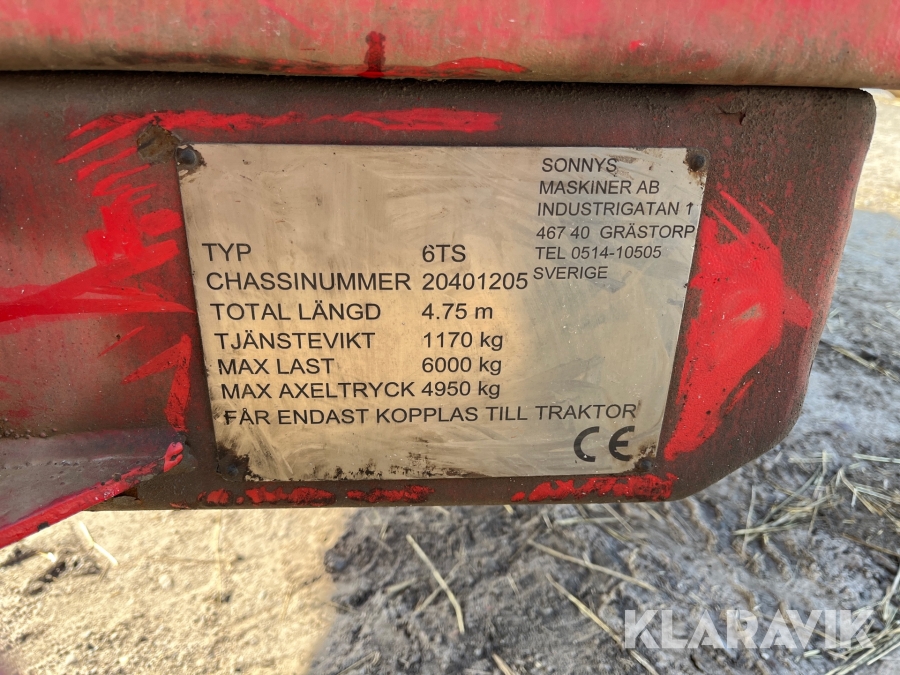 SONNYS
MASKINER AB
INDUSTRIGATAN 1
467 40 GRÄSTORP
TEL 0514-10505
SVERIGE
TYP 6TS
CHASSINUMMER 20401205
TOTAL LÄNGD 4.75 m
TJÄNSTEVIKT 1170 kg
MAX LAST 6000 kg
MAX AXELTRYCK 4950 kg
FÅR ENDAST KOPPLAS TILL TRAKTOR
CE
KLARAVIK